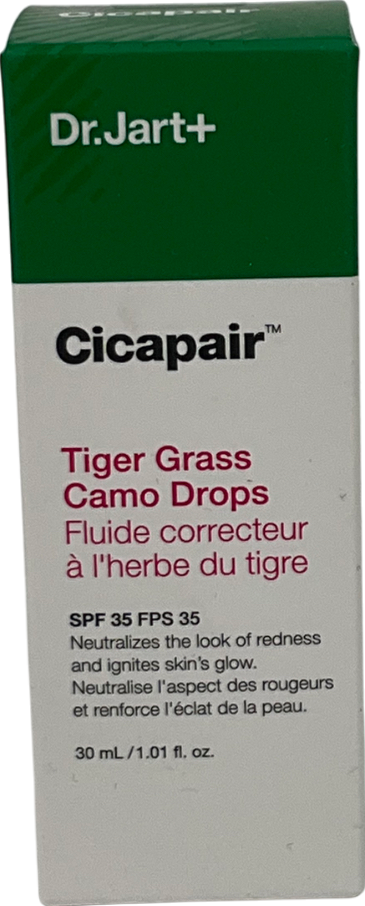 Cicapair
Dr.Jart+
Cicapair™
Tiger Grass
Camo Drops
Fluide correcteur
à l'herbe du tigre
SPF 35 FPS 35
Neutralizes the look of redness
and ignites skin's glow.
Neutralise l'aspect des rougeurs
et renforce l'éclat de la peau.
30 mL / 1.01 fl. oz.